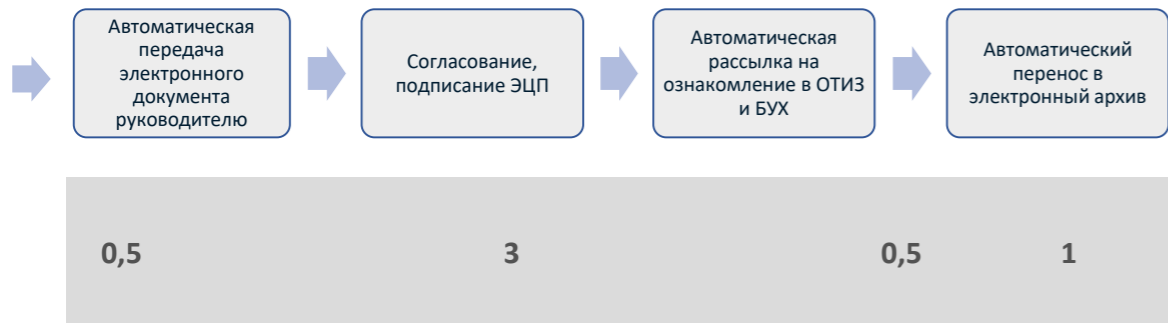 Автоматическая
передача
электронного
документа
руководителю
Согласование,
подписание ЭЦП
Автоматическая
рассылка на
ознакомление в ОТИЗ
и БУХ
Автоматический
перенос в
электронный архив
0,5
3
0,5
1